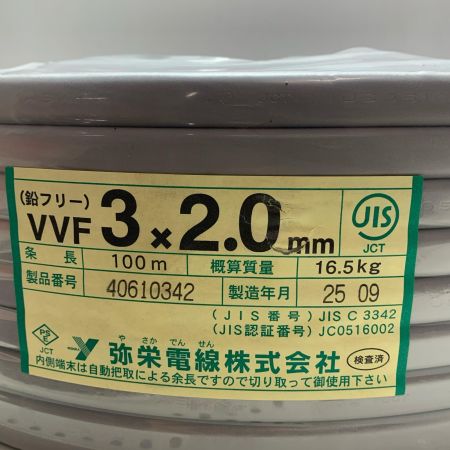 (鉛フリー)
VVF 3×2.0mm
JIS
JCT
条長 100m 概算質量 16.5kg
製品番号 40610342 製造年月 25 09
(JIS番号) JIS C 3342
(JIS認証番号) JC0516002
PS
E
JCT
やさかでんせん
弥栄電線株式会社
検査済
内側端末は自動把取による余長ですので切り取って御使用下さい